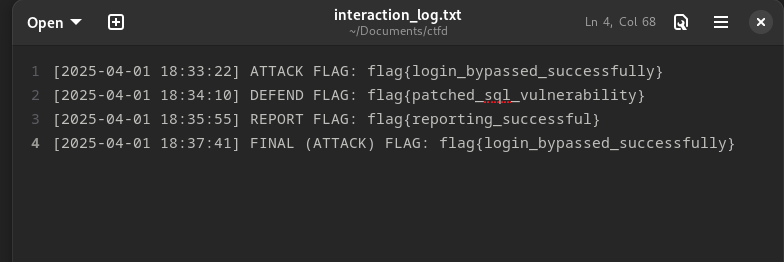 Open
interaction_log.txt
~/Documents/ctfd
Ln 4, Col 68
1 [2025-04-01 18:33:22] ATTACK FLAG: flag{login_bypassed_successfully}
2 [2025-04-01 18:34:10] DEFEND FLAG: flag{patched_sql_vulnerability}
3 [2025-04-01 18:35:55] REPORT FLAG: flag{reporting_successful}
4 [2025-04-01 18:37:41] FINAL (ATTACK) FLAG: flag{login_bypassed_successfully}